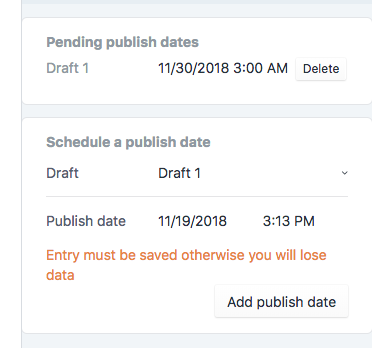 Pending publish dates
Draft 1 11/30/2018 3:00 AM Delete
Schedule a publish date
Draft Draft 1
Publish date 11/19/2018 3:13 PM
Entry must be saved otherwise you will lose
data
Add publish date